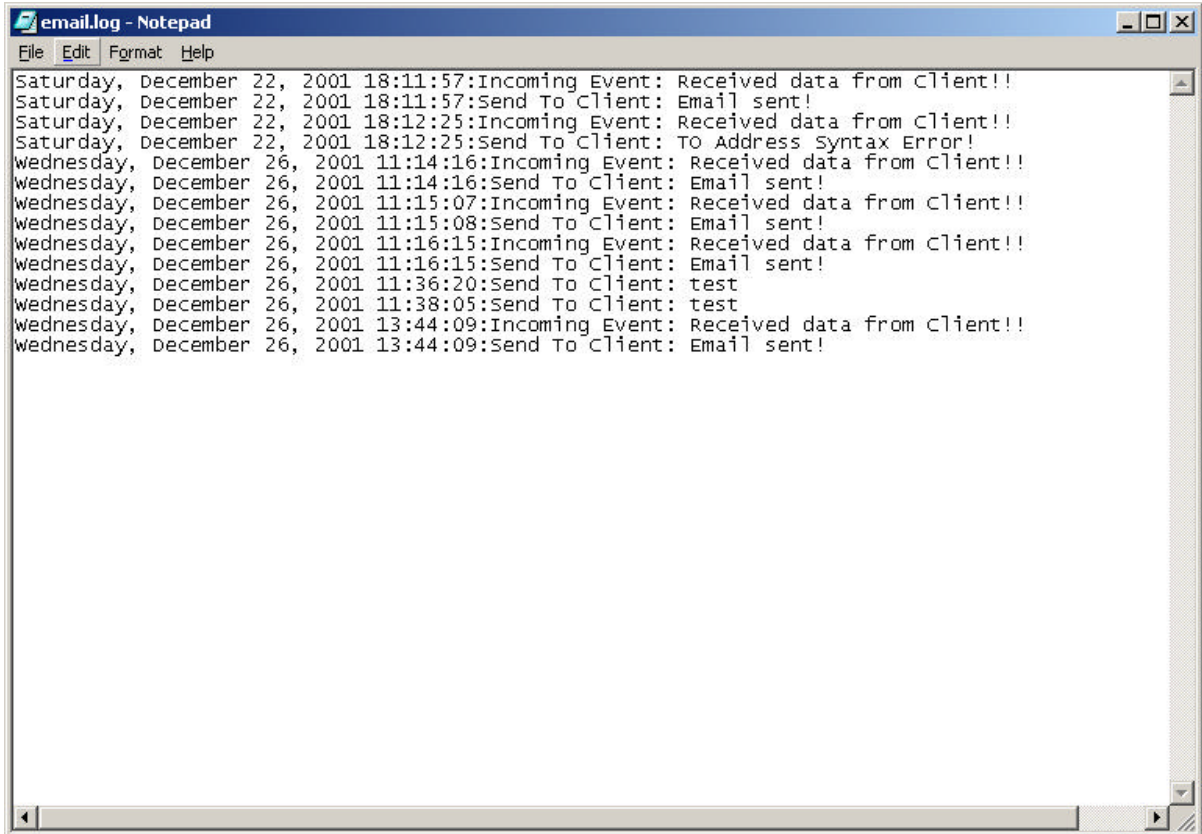 email.log - Notepad
File Edit Format Help
Saturday, December 22, 2001 18:11:57:Incoming Event: Received data from Client!!
Saturday, December 22, 2001 18:11:57:Send To Client: Email sent!
Saturday, December 22, 2001 18:12:25:Incoming Event: Received data from Client!!
Saturday, December 22, 2001 18:12:25:Send To Client: TO Address Syntax Error!
Wednesday, December 26, 2001 11:14:16:Incoming Event: Received data from Client!!
Wednesday, December 26, 2001 11:14:16:Send To Client: Email sent!
Wednesday, December 26, 2001 11:15:07:Incoming Event: Received data from Client!!
Wednesday, December 26, 2001 11:15:08:Send To Client: Email sent!
Wednesday, December 26, 2001 11:16:15:Incoming Event: Received data from Client!!
Wednesday, December 26, 2001 11:16:15:Send To Client: Email sent!
Wednesday, December 26, 2001 11:36:20:Send To Client: test
Wednesday, December 26, 2001 11:38:05:Send To Client: test
Wednesday, December 26, 2001 13:44:09:Incoming Event: Received data from Client!!
Wednesday, December 26, 2001 13:44:09:Send To Client: Email sent!